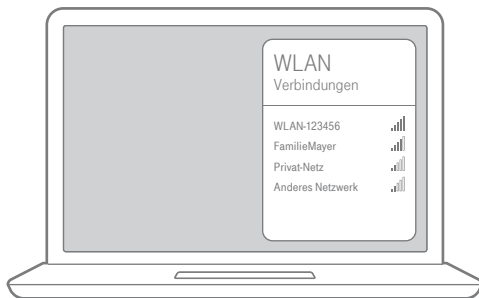 WLAN
Verbindungen
WLAN-123456
FamilieMayer
Privat-Netz
Anderes Netzwerk